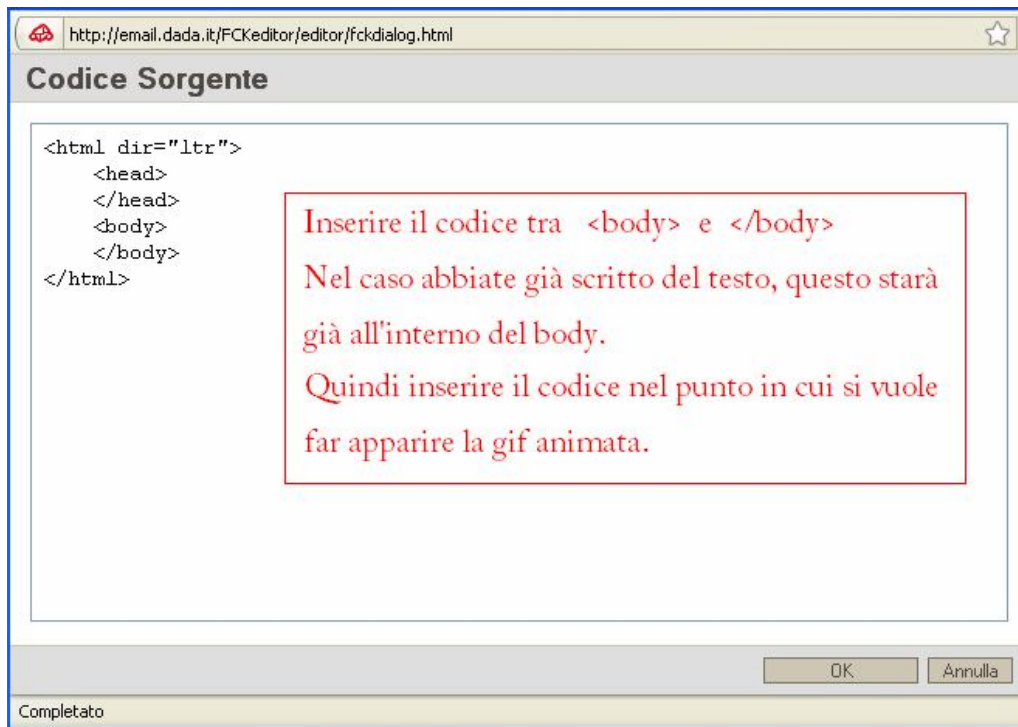 http://email.dada.it/FCKeditor/editor/fckdialog.html
Codice Sorgente
<html dir="ltr">
<head>
</head>
<body>
</body>
</html>
Inserire il codice tra <body> e </body>
Nel caso abbiate già scritto del testo, questo starà
già all'interno del body.
Quindi inserire il codice nel punto in cui si vuole
far apparire la gif animata.
OK
Annulla
Completato